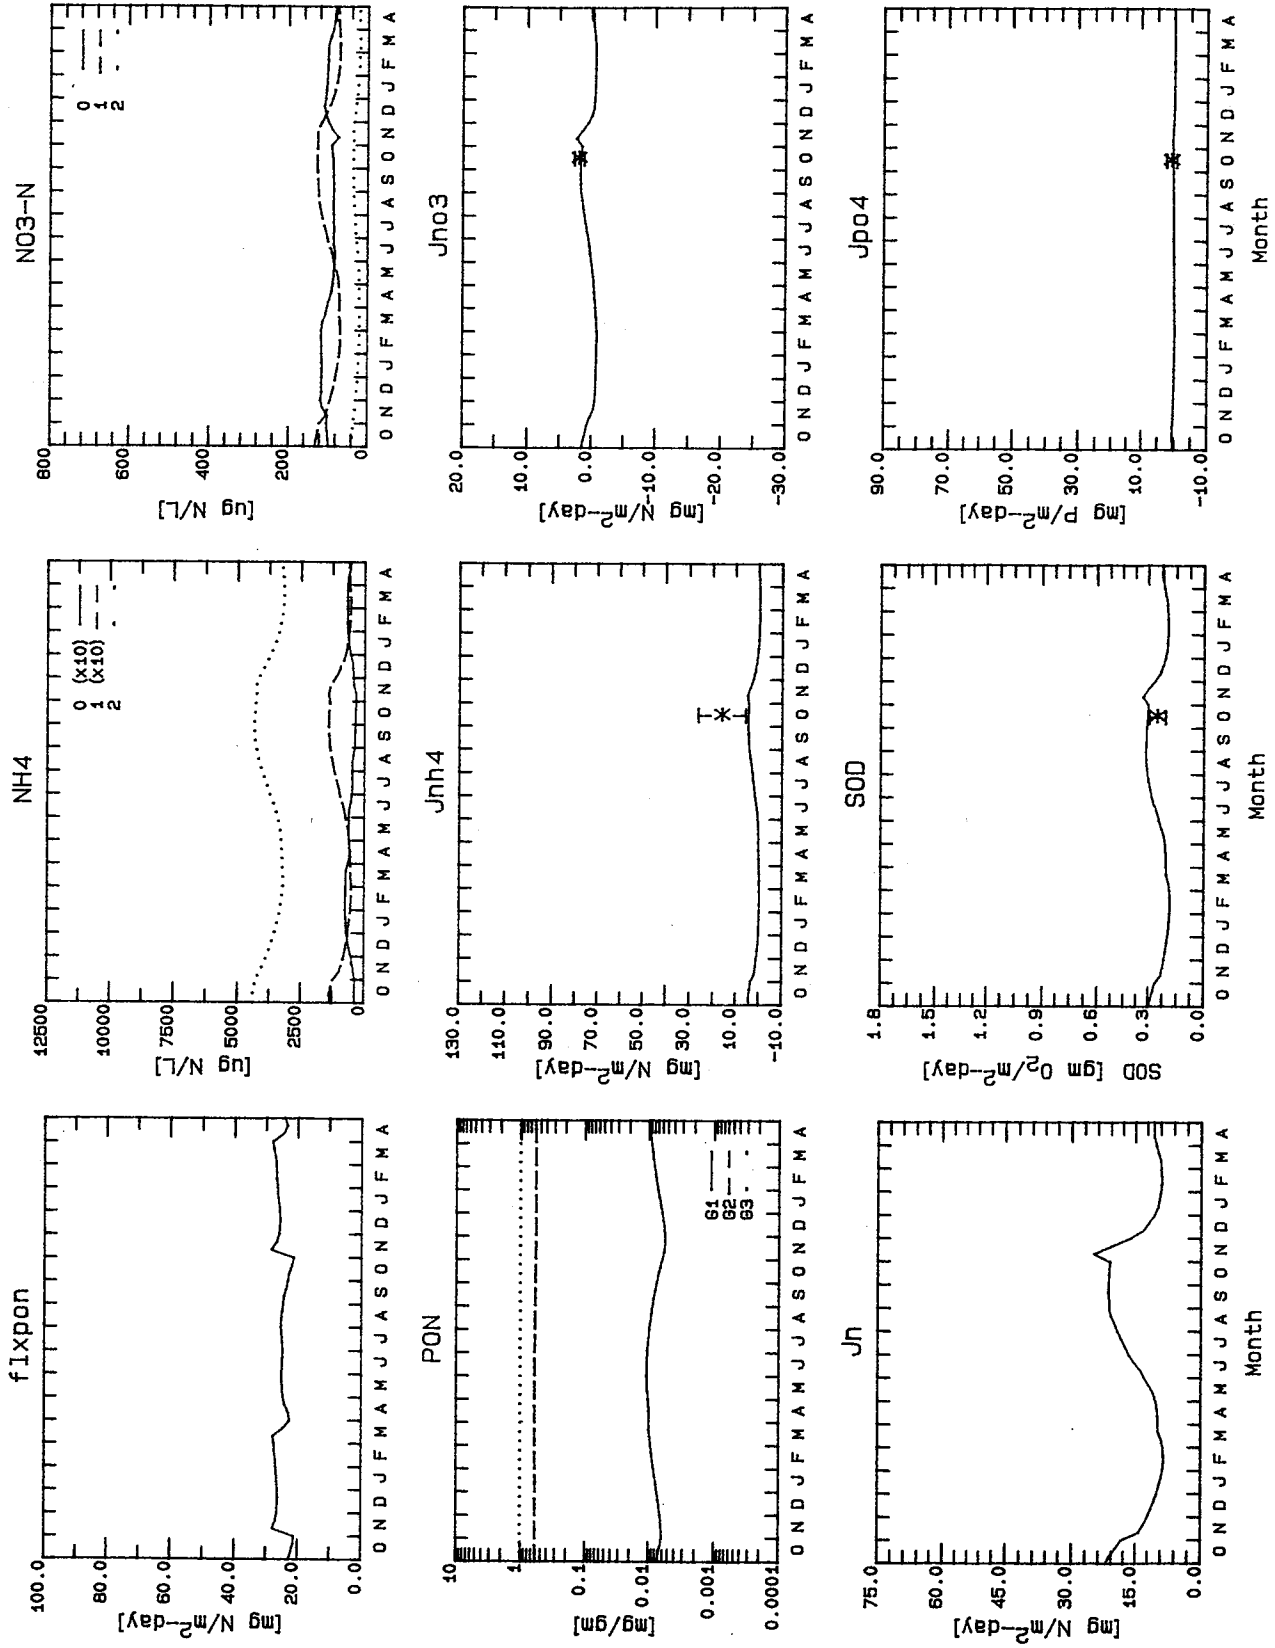 flxpon
[mg N/m2-day]
100.0
80.0
60.0
40.0
20.0
0.0
O N D J F M A M J J A S O N D J F M A
NH4
[ug N/L]
12500
10000
7500
5000
2500
0
0 (x10)
1 (x10)
2
O N D J F M A M J J A S O N D J F M A
NO3-N
[ug N/L]
800
600
400
200
0
0
1
2
O N D J F M A M J J A S O N D J F M A
PON
[mg/gm]
10
1
0.1
0.01
0.001
0.0001
G1
G2
G3
O N D J F M A M J J A S O N D J F M A
Jnh4
[mg N/m2-day]
130.0
110.0
90.0
70.0
50.0
30.0
10.0
-10.0
O N D J F M A M J J A S O N D J F M A
Jno3
[mg N/m2-day]
20.0
10.0
0.0
-10.0
-20.0
-30.0
O N D J F M A M J J A S O N D J F M A
Jn
[mg N/m2-day]
75.0
60.0
45.0
30.0
15.0
0.0
O N D J F M A M J J A S O N D J F M A
Month
SOD
SOD [gm O2/m2-day]
1.8
1.5
1.2
0.9
0.6
0.3
0.0
O N D J F M A M J J A S O N D J F M A
Month
Jpo4
[mg P/m2-day]
90.0
70.0
50.0
30.0
10.0
-10.0
O N D J F M A M J J A S O N D J F M A
Month